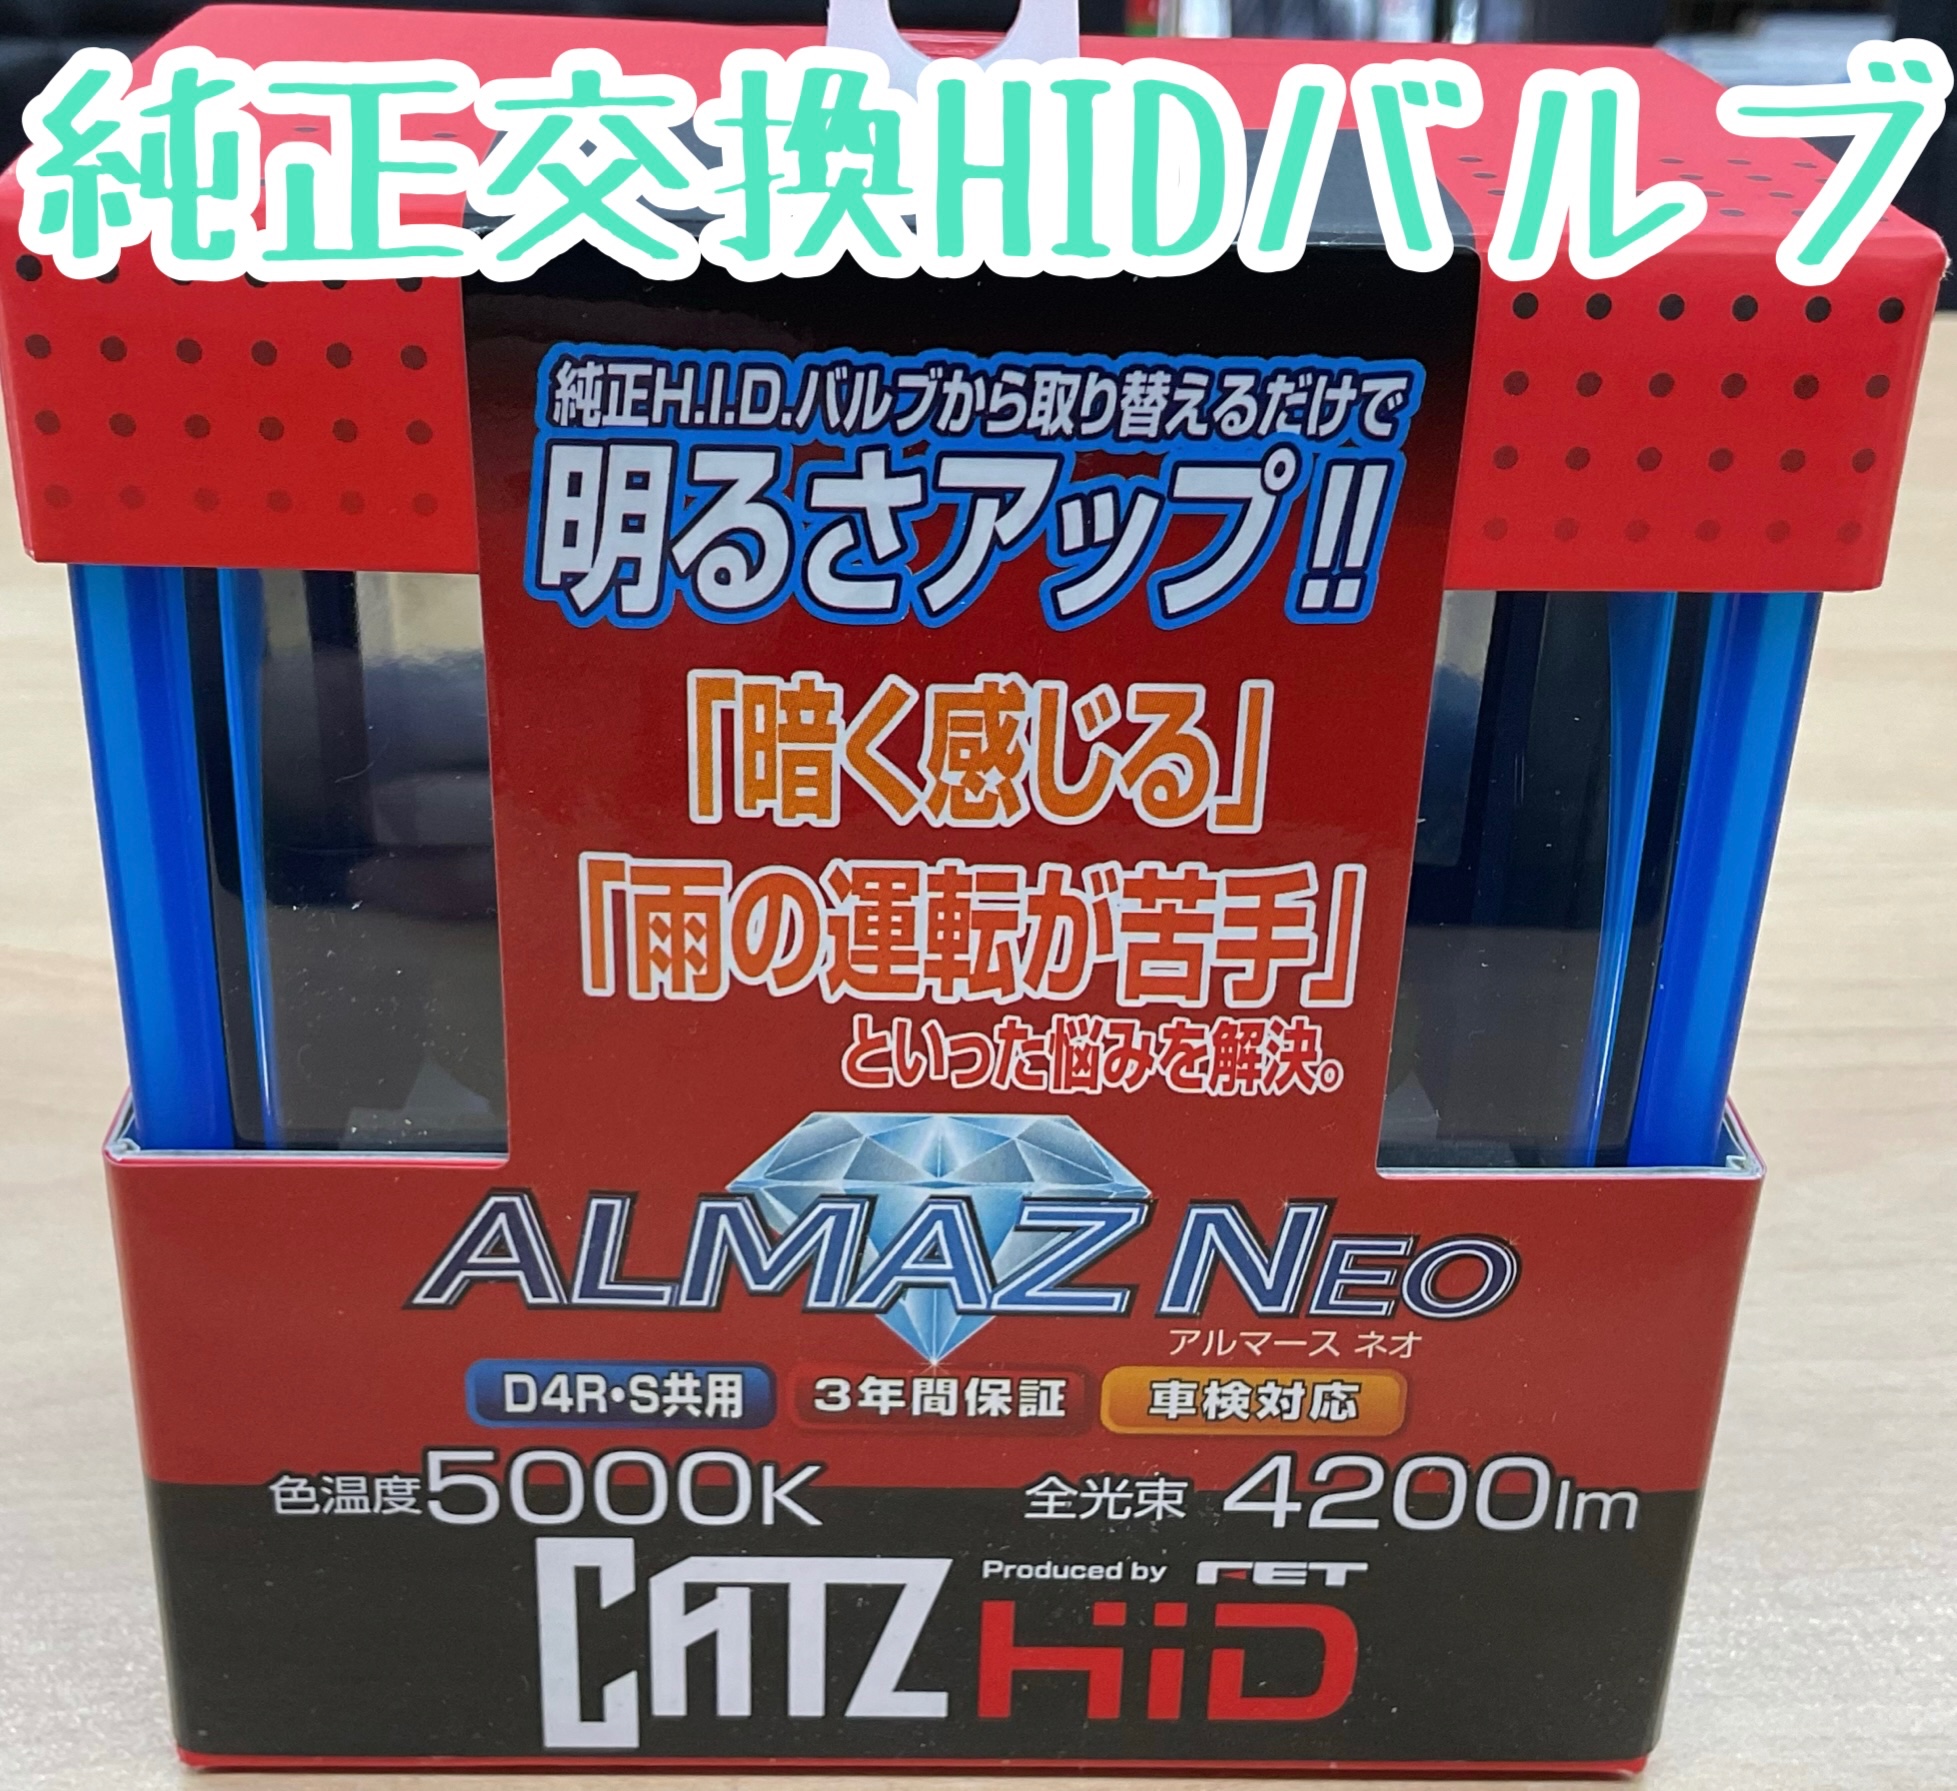 純正交換HIDバルブ
純正H.I.D.バルブから取り替えるだけで
明るさアップ!!
「暗く感じる」
「雨の運転が苦手」
といった悩みを解決。
ALMAZ NEO
アルマース ネオ
D4R・S共用 3年間保証 車検対応
色温度5000K 全光束 4200lm
Produced by FET
CATZ HiD